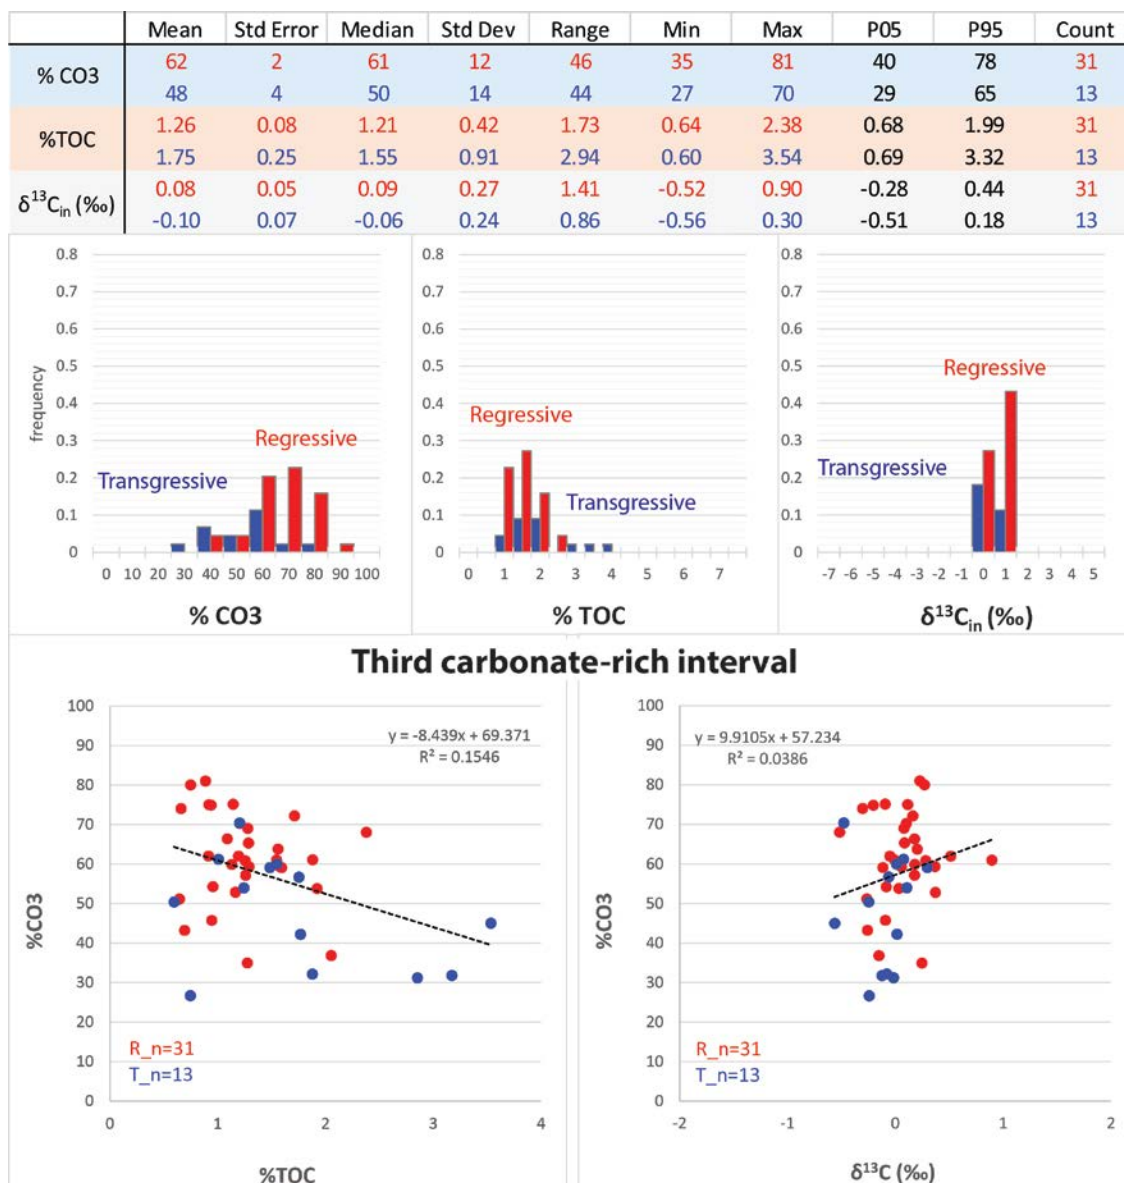 Mean Std Error Median Std Dev Range Min Max P05 P95 Count
% CO3 62 2 61 12 46 35 81 40 78 31
48 4 50 14 44 27 70 29 65 13
%TOC 1.26 0.08 1.21 0.42 1.73 0.64 2.38 0.68 1.99 31
1.75 0.25 1.55 0.91 2.94 0.60 3.54 0.69 3.32 13
δ¹³Cin (‰) 0.08 0.05 0.09 0.27 1.41 -0.52 0.90 -0.28 0.44 31
-0.10 0.07 -0.06 0.24 0.86 -0.56 0.30 -0.51 0.18 13
frequency
0.8
0.7
0.6
0.5
0.4
0.3
0.2
0.1
0
Regressive
Transgressive
0 10 20 30 40 50 60 70 80 90 100
% CO3
0.8
0.7
0.6
0.5
0.4
0.3
0.2
0.1
0
Regressive
Transgressive
0 1 2 3 4 5 6 7
% TOC
0.8
0.7
0.6
0.5
0.4
0.3
0.2
0.1
0
Regressive
Transgressive
-7 -6 -5 -4 -3 -2 -1 0 1 2 3 4 5
δ¹³Cin (‰)
Third carbonate-rich interval
%CO3
100
90
80
70
60
50
40
30
20
10
0
y = -8.439x + 69.371
R² = 0.1546
R_n=31
T_n=13
0 1 2 3 4
%TOC
%CO3
100
90
80
70
60
50
40
30
20
10
0
y = 9.9105x + 57.234
R² = 0.0386
R_n=31
T_n=13
-2 -1 0 1 2
δ¹³C (‰)